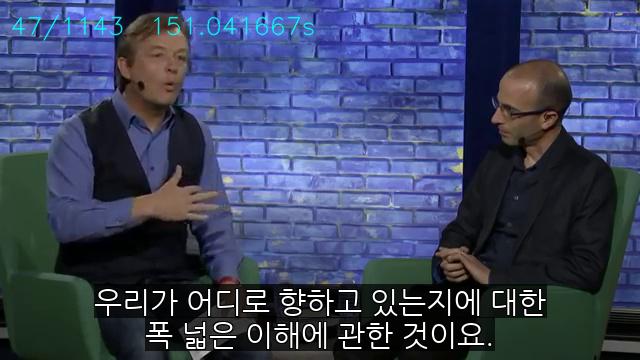 47/1143 151.041667s
우리가 어디로 향하고 있는지에 대한
폭 넓은 이해에 관한 것이요.